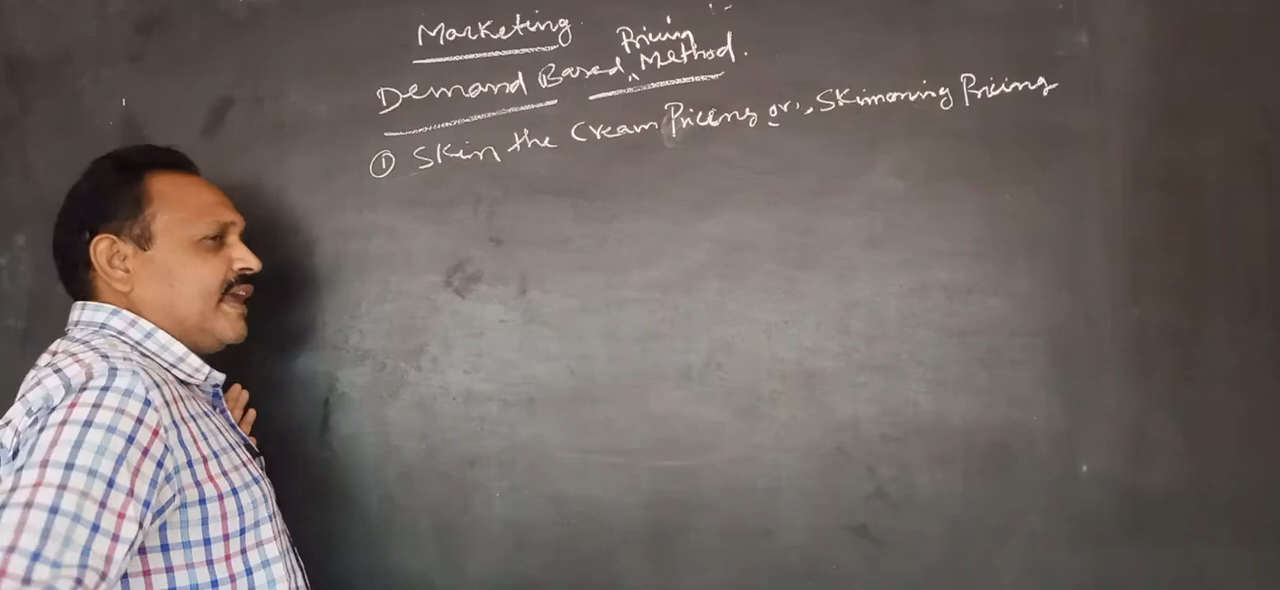 Marketing
Demand Based Pricing Method.
① Skin the Cream Pricing or, Skimming Pricing